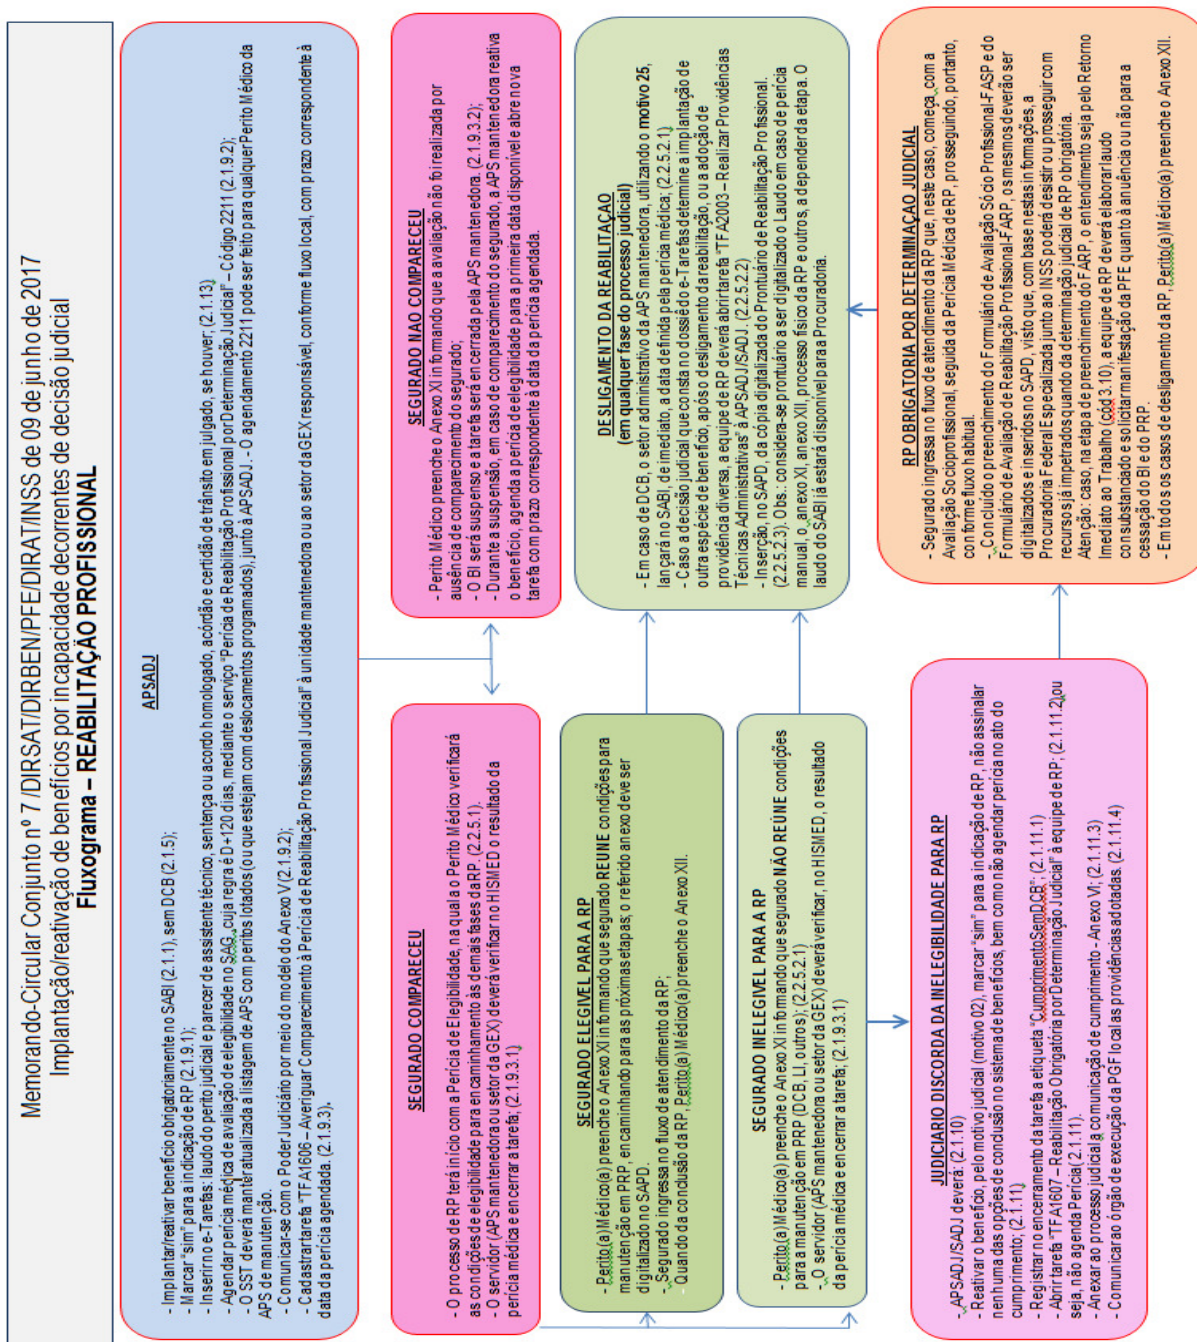 Memorando-Circular Conjunto nº 7 /DIRSAT/DIRBEN/PFE/DIRAT/INSS de 09 de junho de 2017
Implantação/reativação de benefícios por incapacidade decorrentes de decisão judicial
Fluxograma – REABILITAÇÃO PROFISSIONAL
APSADJ
- Implantar/reativar benefício obrigatoriamente no SABI (2.1.1), sem DCB (2.1.5);
- Marcar "sim" para a indicação de RP (2.1.9.1);
- Inserir no e-Tarefas: laudo do perito judicial e parecer de assistente técnico, sentença ou acordo homologado, acórdão e certidão de trânsito em julgado, se houver; (2.1.13)
- Agendar perícia médica de avaliação de elegibilidade no SAG, cuja regra é D+120 dias, mediante o serviço "Perícia de Reabilitação Profissional por Determinação Judicial" – Código 2211 (2.1.9.2);
- O SST deverá manter atualizada a listagem de APS com peritos lotados (ou que estejam com deslocamentos programados), junto à APSADJ. - O agendamento 2211 pode ser feito para qualquer Perito Médico da
APS de manutenção.
- Comunicar-se com o Poder Judiciário por meio do modelo do Anexo V (2.1.9.2);
- Cadastrar tarefa "TFA1606 – Averiguar Comparecimento à Perícia de Reabilitação Profissional Judicial" à unidade mantenedora ou ao setor da GEX responsável, conforme fluxo local, com prazo correspondente à
data da perícia agendada. (2.1.9.3).
SEGURADO COMPARECEU
- O processo de RP terá início com a Perícia de Elegibilidade, na qual o Perito Médico verificará
as condições de elegibilidade para encaminhamento às demais fases da RP. (2.2.5.1).
- O servidor (APS mantenedora ou setor da GEX) deverá verificar no HISMED o resultado da
perícia médica e encerrar a tarefa; (2.1.9.3.1)
SEGURADO NÃO COMPARECEU
- Perito Médico preenche o Anexo XI informando que a avaliação não foi realizada por
ausência de comparecimento do segurado;
- O BI será suspenso e a tarefa será encerrada pela APS mantenedora. (2.1.9.3.2);
- Durante a suspensão, em caso de comparecimento do segurado, a APS mantenedora reativa
o benefício, agenda a perícia de elegibilidade para a primeira data disponível e abre nova
tarefa com prazo correspondente à data da perícia agendada.
SEGURADO ELEGIVEL PARA A RP
- Perito(a) Médico(a) preenche o Anexo XI informando que segurado REUNE condições para
manutenção em PRP, encaminhando para as próximas etapas; o referido anexo deve ser
digitalizado no SAPD.
- Segurado ingressa no fluxo de atendimento da RP;
- Quando da conclusão da RP, Perito(a) Médico(a) preenche o Anexo XII.
SEGURADO INELEGIVEL PARA A RP
- Perito(a) Médico(a) preenche o Anexo XI informando que segurado NÃO REÚNE condições
para a manutenção em PRP (DCB, LI, outros); (2.2.5.2.1)
- O servidor (APS mantenedora ou setor da GEX) deverá verificar, no HISMED, o resultado
da perícia médica e encerrar a tarefa; (2.1.9.3.1)
DESLIGAMENTO DA REABILITAÇÃO
(em qualquer fase do processo judicial)
- Em caso de DCB, o setor administrativo da APS mantenedora, utilizando o motivo 25,
lançará no SABI, de imediato, a data definida pela perícia médica; (2.2.5.2.1)
- Caso a decisão judicial que consta no dossiê do e-Tarefas determine a implantação de
outra espécie de benefício, após o desligamento da reabilitação, ou a adoção de
providência diversa, a equipe de RP deverá abrir tarefa "TFA2003 – Realizar Providências
Técnicas Administrativas" à APSADJ/SADJ. (2.2.5.2.2)
- Inserção, no SAPD, da cópia digitalizada do Prontuário de Reabilitação Profissional.
(2.2.5.2.3). Obs.: considera-se prontuário a ser digitalizado o Laudo em caso de perícia
manual, o anexo XI, anexo XII, processo físico da RP e outros, a depender da etapa. O
laudo do SABI já estará disponível para a Procuradoria.
JUDICIÁRIO DISCORDA DA INELEGIBILIDADE PARA RP
- APSADJ/SADJ deverá: (2.1.10)
- Reativar o benefício, pelo motivo judicial (motivo 02), marcar "sim" para a indicação de RP, não assinalar
nenhuma das opções de conclusão no sistema de benefícios, bem como não agendar perícia no ato do
cumprimento; (2.1.11)
- Registrar no encerramento da tarefa a etiqueta "CumprimentoSemDCB"; (2.1.11.1)
- Abrir tarefa "TFA1607 – Reabilitação Obrigatória por Determinação Judicial" à equipe de RP; (2.1.11.2)ou
seja, não agenda Perícia( 2.1.11).
- Anexar ao processo judicial a comunicação de cumprimento - Anexo VI; (2.1.11.3)
- Comunicar ao órgão de execução da PGF local as providências adotadas. (2.1.11.4)
RP OBRIGATORIA POR DETERMINAÇÃO JUDICIAL
- Segurado ingressa no fluxo de atendimento da RP que, neste caso, começa, com a
Avaliação Socioprofissional, seguida da Perícia Médica de RP, prosseguindo, portanto,
conforme fluxo habitual.
- Concluído o preenchimento do Formulário de Avaliação Sócio Profissional-FASP e do
Formulário de Avaliação de Reabilitação Profissional-FARP, os mesmos deverão ser
digitalizados e inseridos no SAPD, visto que, com base nestas informações, a
Procuradoria Federal Especializada junto ao INSS poderá desistir ou prosseguir com
recursos já impetrados quando da determinação judicial de RP obrigatória.
Atenção: caso, na etapa de preenchimento do FARP, o entendimento seja pelo Retorno
Imediato ao Trabalho (cód 3.10), a equipe de RP deverá elaborar laudo
consubstanciado e solicitar manifestação da PFE quanto à anuência ou não para a
cessação do BI e do PRP.
- Em todos os casos de desligamento da RP, Perito(a) Médico(a) preenche o Anexo XII.